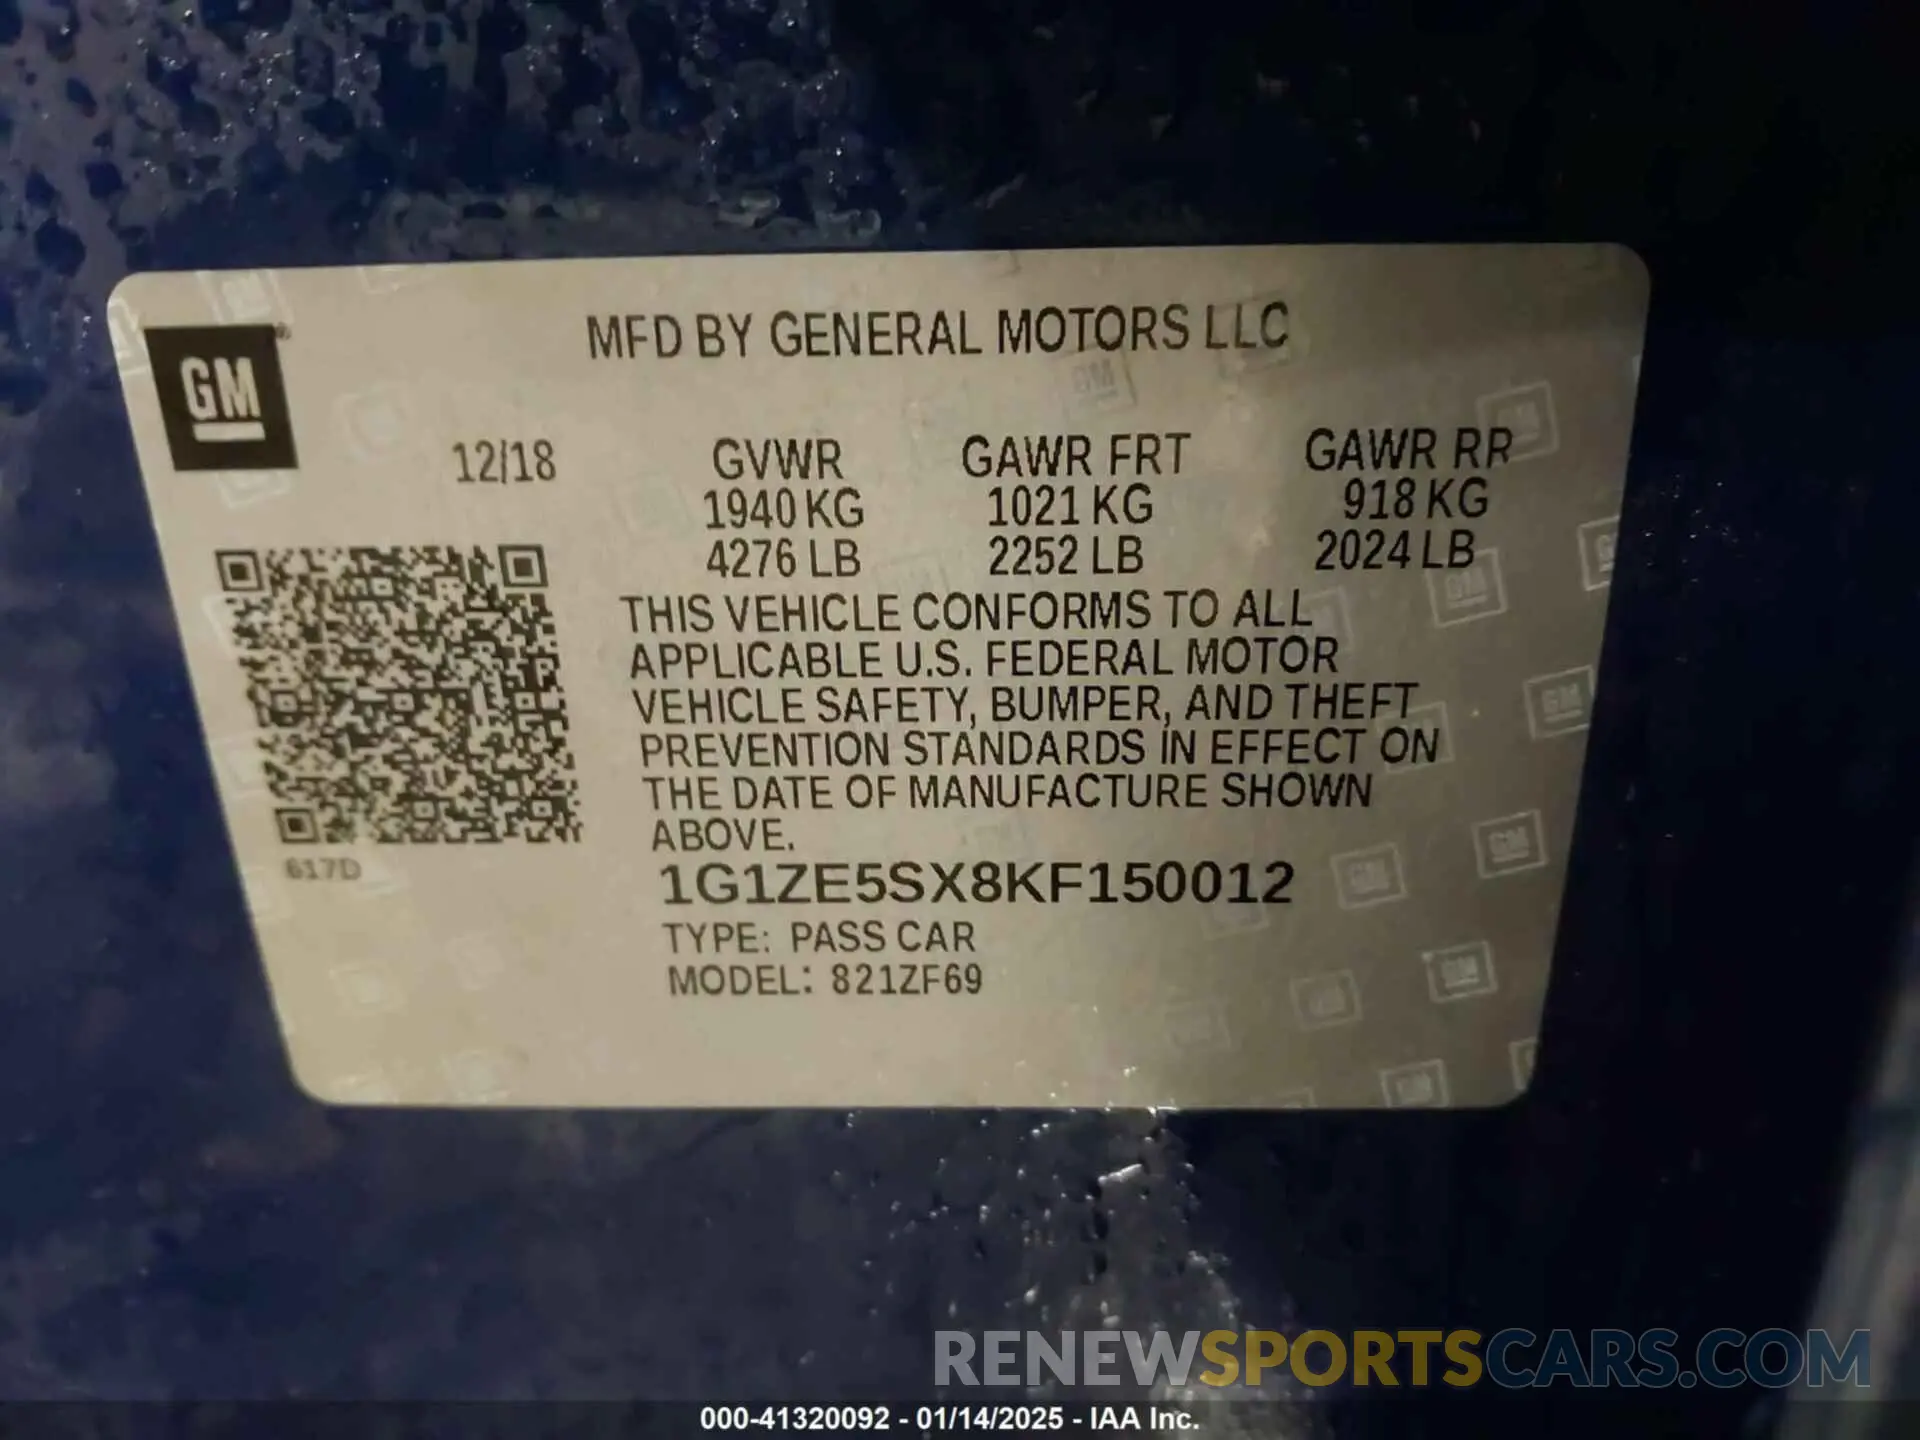 MFD BY GENERAL MOTORS LLC
GM
12/18 GVWR GAWR FRT GAWR RR
1940 KG 1021 KG 918 KG
4276 LB 2252 LB 2024 LB
THIS VEHICLE CONFORMS TO ALL
APPLICABLE U.S. FEDERAL MOTOR
VEHICLE SAFETY, BUMPER, AND THEFT
PREVENTION STANDARDS IN EFFECT ON
THE DATE OF MANUFACTURE SHOWN
ABOVE.
617D
1G1ZE5SX8KF150012
TYPE: PASS CAR
MODEL: 821ZF69
RENEWSPORTSCARS.COM
000-41320092 - 01/14/2025 - IAA Inc.